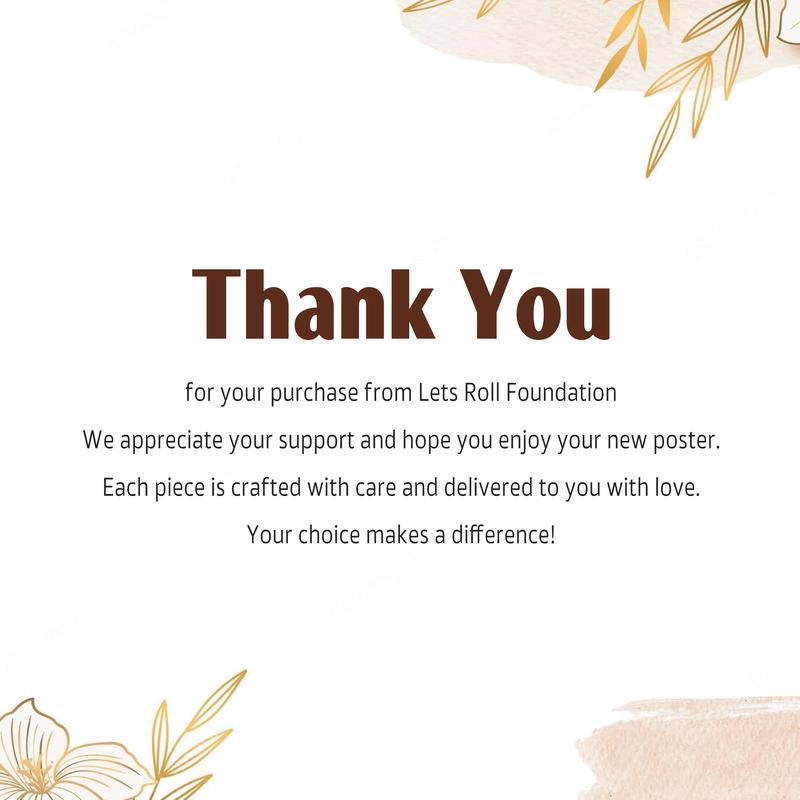 Thank You
for your purchase from Lets Roll Foundation
We appreciate your support and hope you enjoy your new poster.
Each piece is crafted with care and delivered to you with love.
Your choice makes a difference!